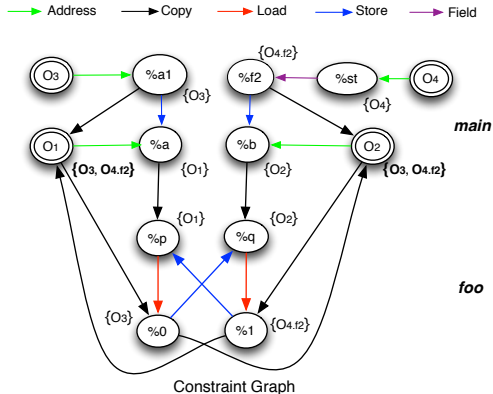 Address Copy Load Store Field
{O4.f2}
O3 %a1 %f2 %st O4
{O3} {O4}
main
O1 %a %b O2
{O3, O4.f2} {O1} {O2} {O3, O4.f2}
{O1} {O2}
%p %q
foo
{O3} %0 %1 {O4.f2}
Constraint Graph